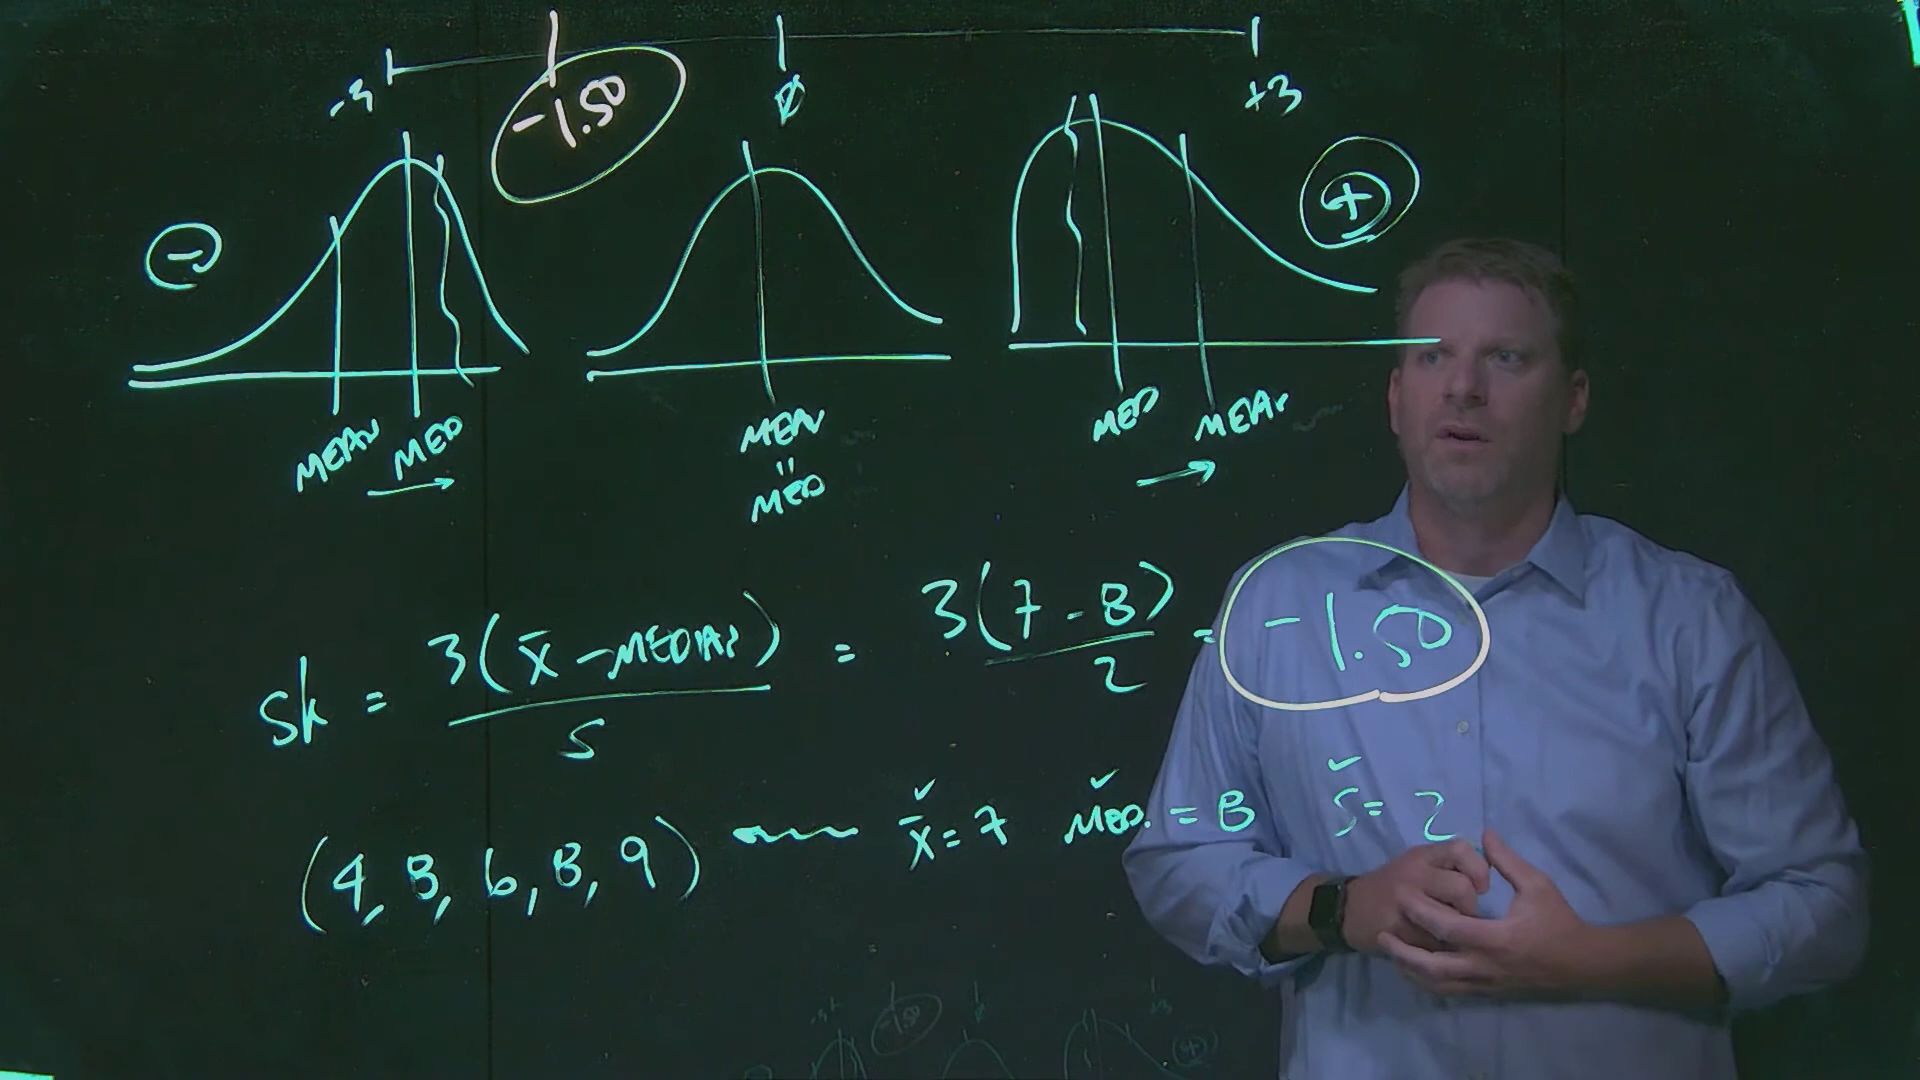 -3 -1.50 Ø +3
- +
MEAN MED MEAN MED MEAN
=
MED
Sk = 3(x̄ - MEDIAN) / S = 3(7 - 8) / 2 = -1.50
(4, 8, 6, 8, 9) x̄ = 7 MED. = 8 S = 2